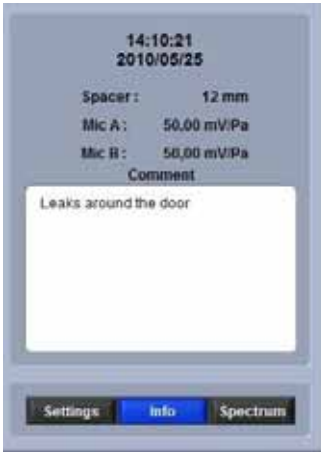 14:10:21
2010/05/25
Spacer : 12 mm
Mic A : 50,00 mV/Pa
Mic B : 50,00 mV/Pa
Comment
Leaks around the door
Settings Info Spectrum